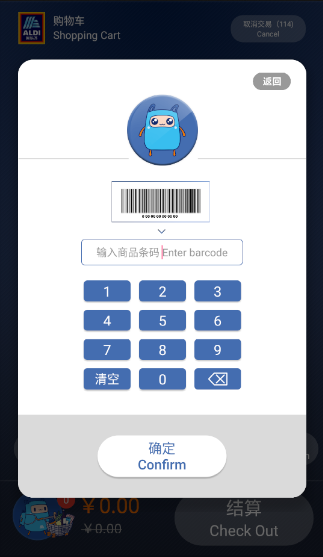 ALDI
购物车
Shopping Cart
取消交易 (114)
Cancel
返回
输入商品条码 Enter barcode
1 2 3
4 5 6
7 8 9
清空 0
确定
Confirm
0
￥0.00
￥0.00
结算
Check Out